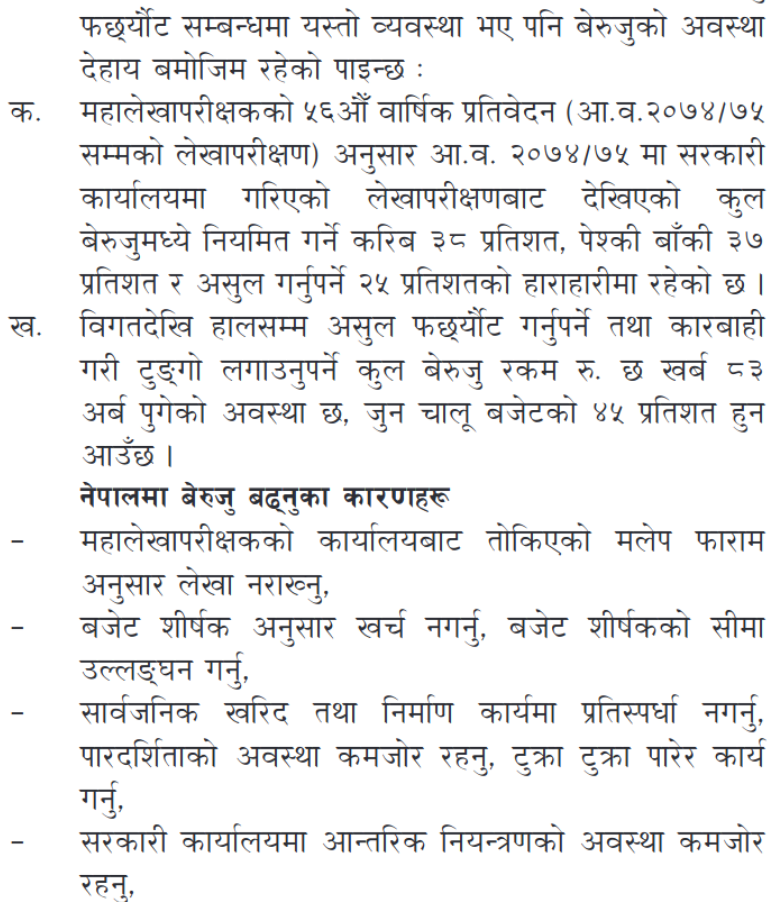 फछ्र्यौट सम्बन्धमा यस्तो व्यवस्था भए पनि बेरुजुको अवस्था
देहाय बमोजिम रहेको पाइन्छ :
क. महालेखापरीक्षकको ५६औँ वार्षिक प्रतिवेदन (आ.व.२०७४/७५
सम्मको लेखापरीक्षण) अनुसार आ.व. २०७४/७५ मा सरकारी
कार्यालयमा गरिएको लेखापरीक्षणबाट देखिएको कुल
बेरुजुमध्ये नियमित गर्ने करिब ३८ प्रतिशत, पेश्की बाँकी ३७
प्रतिशत र असुल गर्नुपर्ने २५ प्रतिशतको हाराहारीमा रहेको छ ।
ख. विगतदेखि हालसम्म असुल फछ्र्यौट गर्नुपर्ने तथा कारबाही
गरी टुङ्गो लगाउनुपर्ने कुल बेरुजु रकम रु. छ खर्ब ८३
अर्ब पुगेको अवस्था छ, जुन चालू बजेटको ४५ प्रतिशत हुन
आउँछ ।
नेपालमा बेरुजु बढ्नुका कारणहरू
– महालेखापरीक्षकको कार्यालयबाट तोकिएको मलेप फाराम
अनुसार लेखा नराख्नु,
– बजेट शीर्षक अनुसार खर्च नगर्नु, बजेट शीर्षकको सीमा
उल्लङ्घन गर्नु,
– सार्वजनिक खरिद तथा निर्माण कार्यमा प्रतिस्पर्धा नगर्नु,
पारदर्शिताको अवस्था कमजोर रहनु, टुक्रा टुक्रा पारेर कार्य
गर्नु,
– सरकारी कार्यालयमा आन्तरिक नियन्त्रणको अवस्था कमजोर
रहनु,